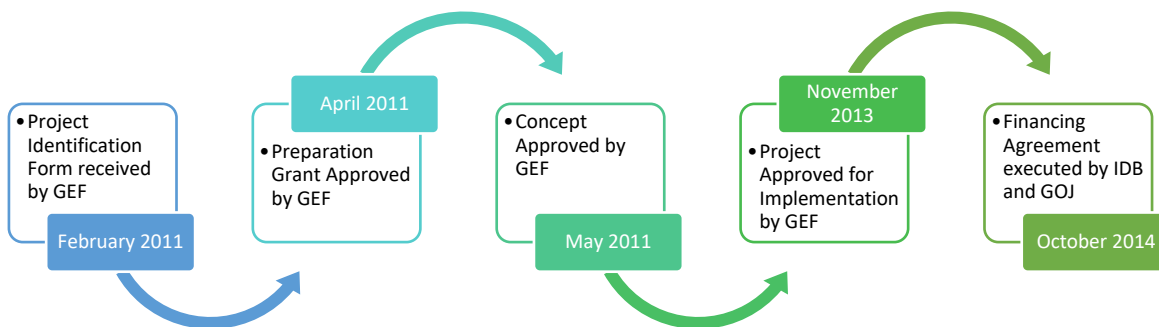 • Project
Identification
Form received
by GEF
February 2011
April 2011
• Preparation
Grant Approved
by GEF
• Concept
Approved by
GEF
May 2011
November
2013
• Project
Approved for
Implementation
by GEF
• Financing
Agreement
executed by IDB
and GOJ
October 2014